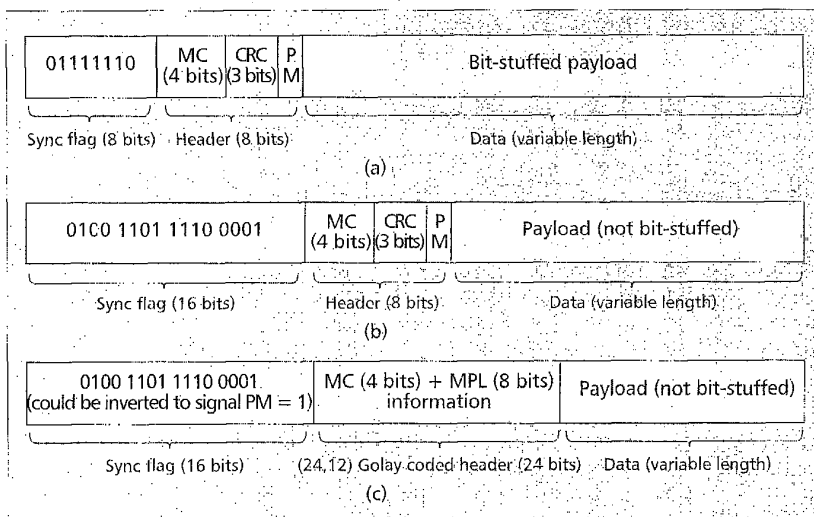 01111110 MC (4 bits) CRC (3 bits) P M Bit-stuffed payload
Sync flag (8 bits) Header (8 bits) Data (variable length)
(a)
0100 1101 1110 0001 MC (4 bits) CRC (3 bits) P M Payload (not bit-stuffed)
Sync flag (16 bits) Header (8 bits) Data (variable length)
(b)
0100 1101 1110 0001 MC (4 bits) + MPL (8 bits) Payload (not bit-stuffed)
(could be inverted to signal PM = 1) information
Sync flag (16 bits) (24,12) Golay coded header (24 bits) Data (variable length)
(c)